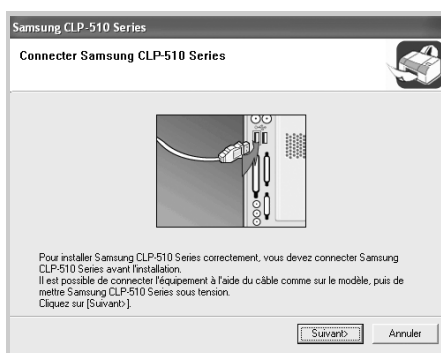 Samsung CLP-510 Series
Connecter Samsung CLP-510 Series
Pour installer Samsung CLP-510 Series correctement, vous devez connecter Samsung
CLP-510 Series avant l'installation.
Il est possible de connecter l'équipement à l'aide du câble comme sur le modèle, puis de
mettre Samsung CLP-510 Series sous tension.
Cliquez sur [Suivant>].
Suivant> Annuler